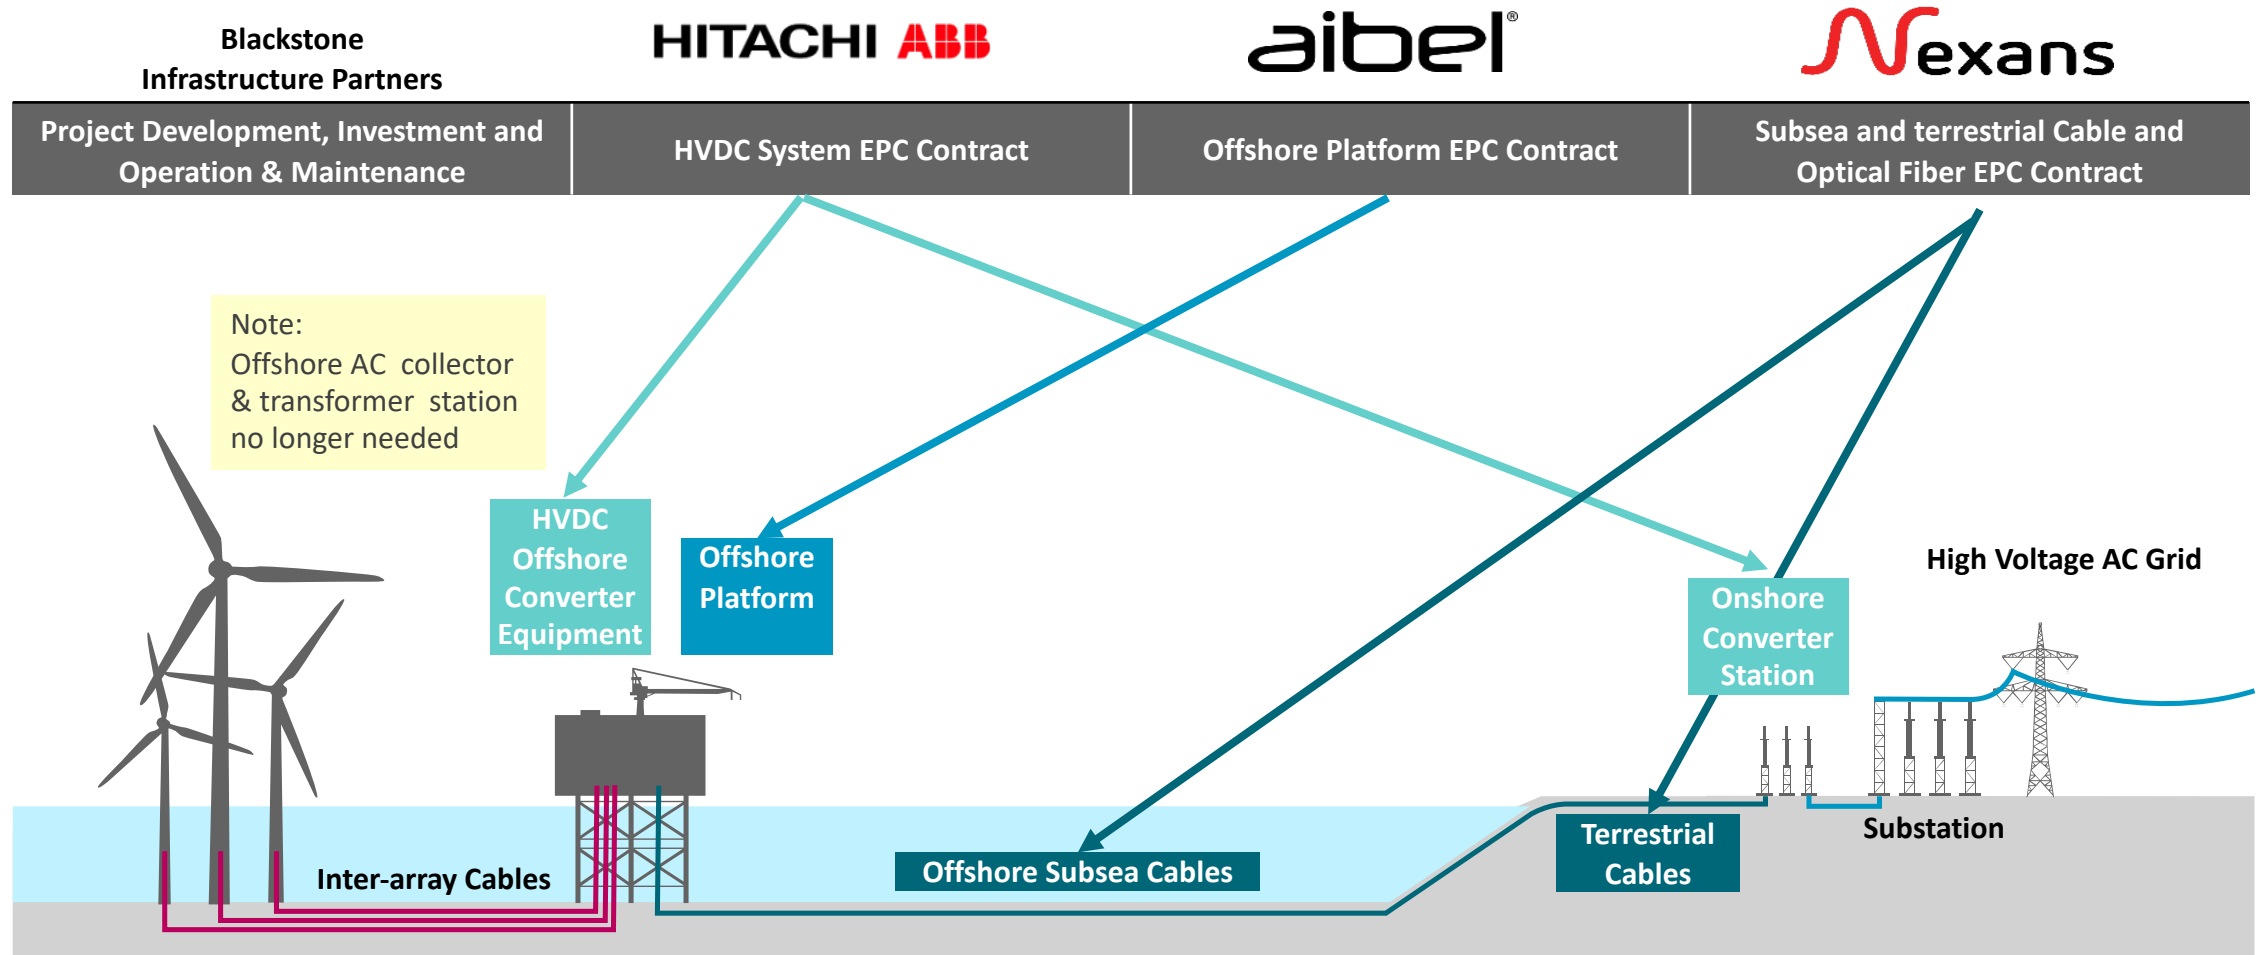 Blackstone
Infrastructure Partners
HITACHI ABB
aibel®
Nexans
Project Development, Investment and
Operation & Maintenance
HVDC System EPC Contract
Offshore Platform EPC Contract
Subsea and terrestrial Cable and
Optical Fiber EPC Contract
Note:
Offshore AC collector
& transformer station
no longer needed
HVDC
Offshore
Converter
Equipment
Offshore
Platform
High Voltage AC Grid
Onshore
Converter
Station
Substation
Terrestrial
Cables
Offshore Subsea Cables
Inter-array Cables